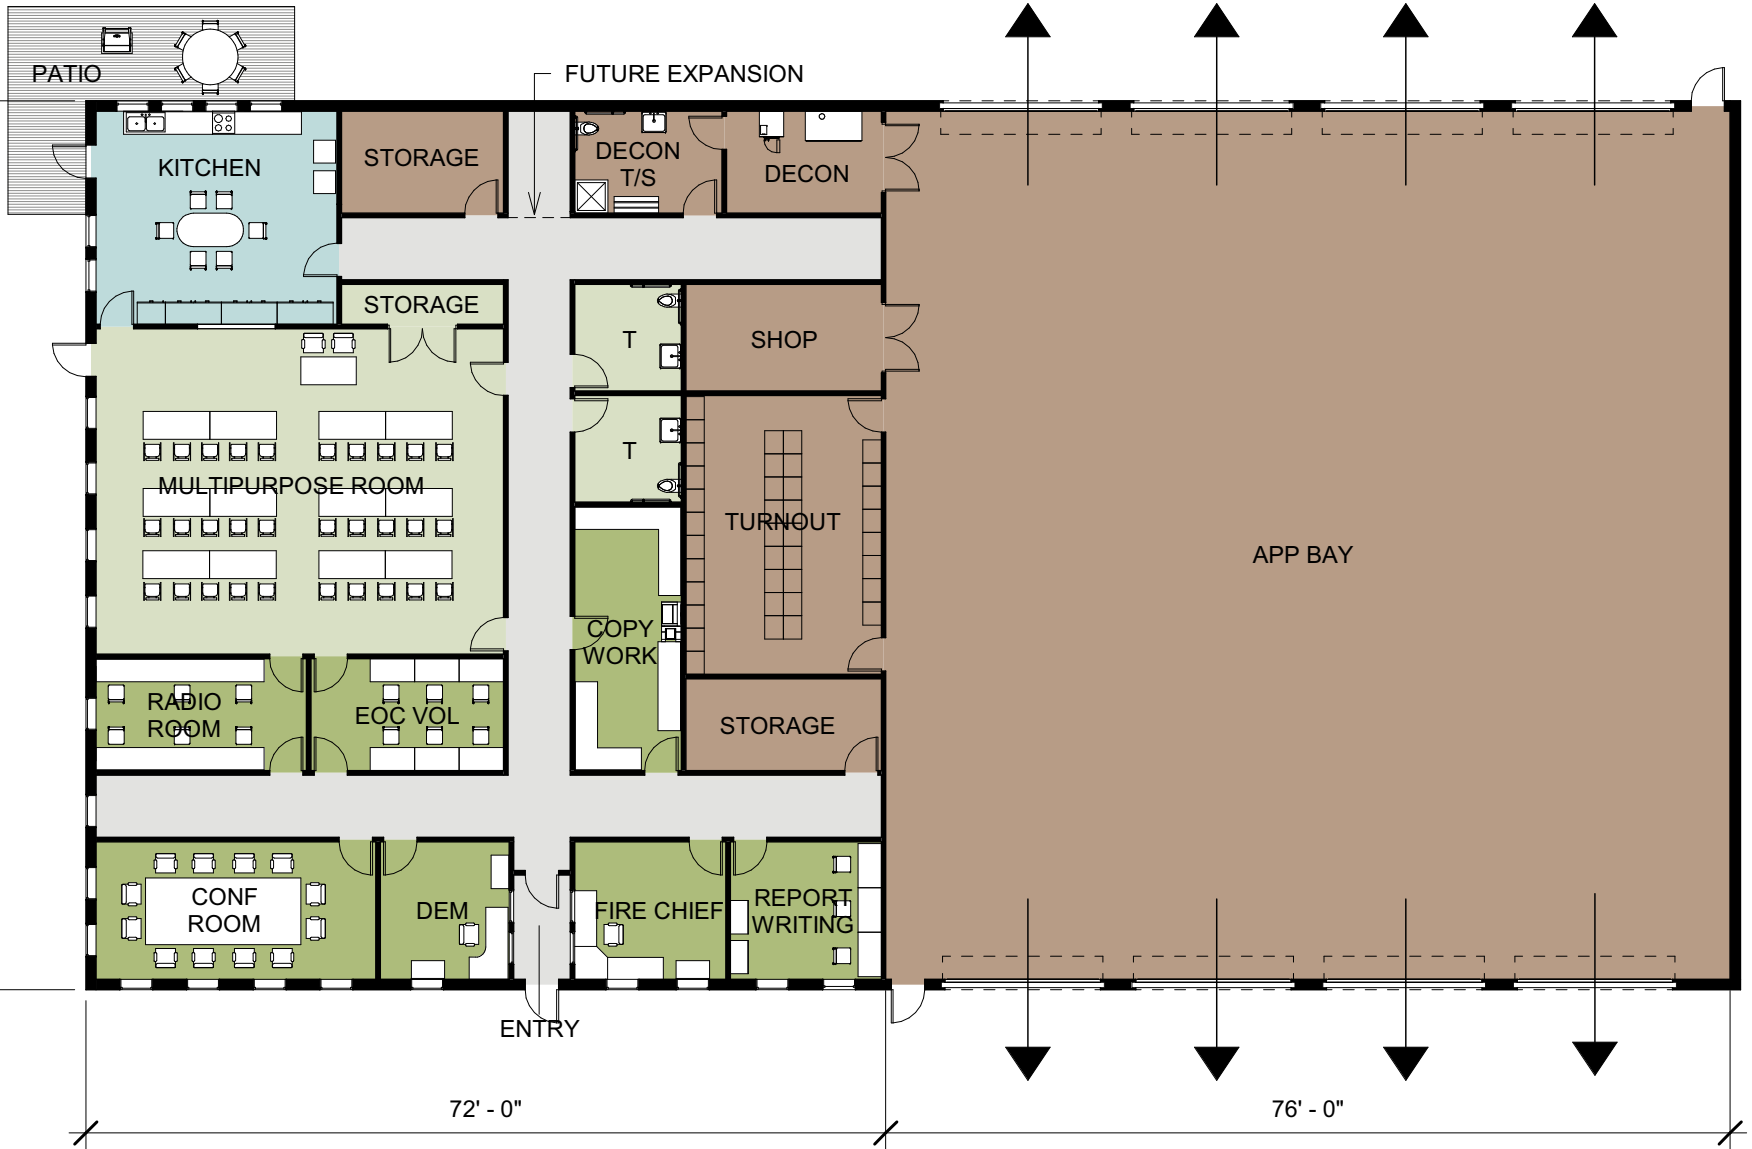 FUTURE EXPANSION
PATIO
KITCHEN
STORAGE
DECON
T/S
DECON
STORAGE
T
SHOP
T
MULTIPURPOSE ROOM
TURNOUT
APP BAY
COPY
WORK
RADIO
ROOM
EOC VOL
STORAGE
CONF
ROOM
DEM
FIRE CHIEF
REPORT
WRITING
ENTRY
72' - 0"
76' - 0"